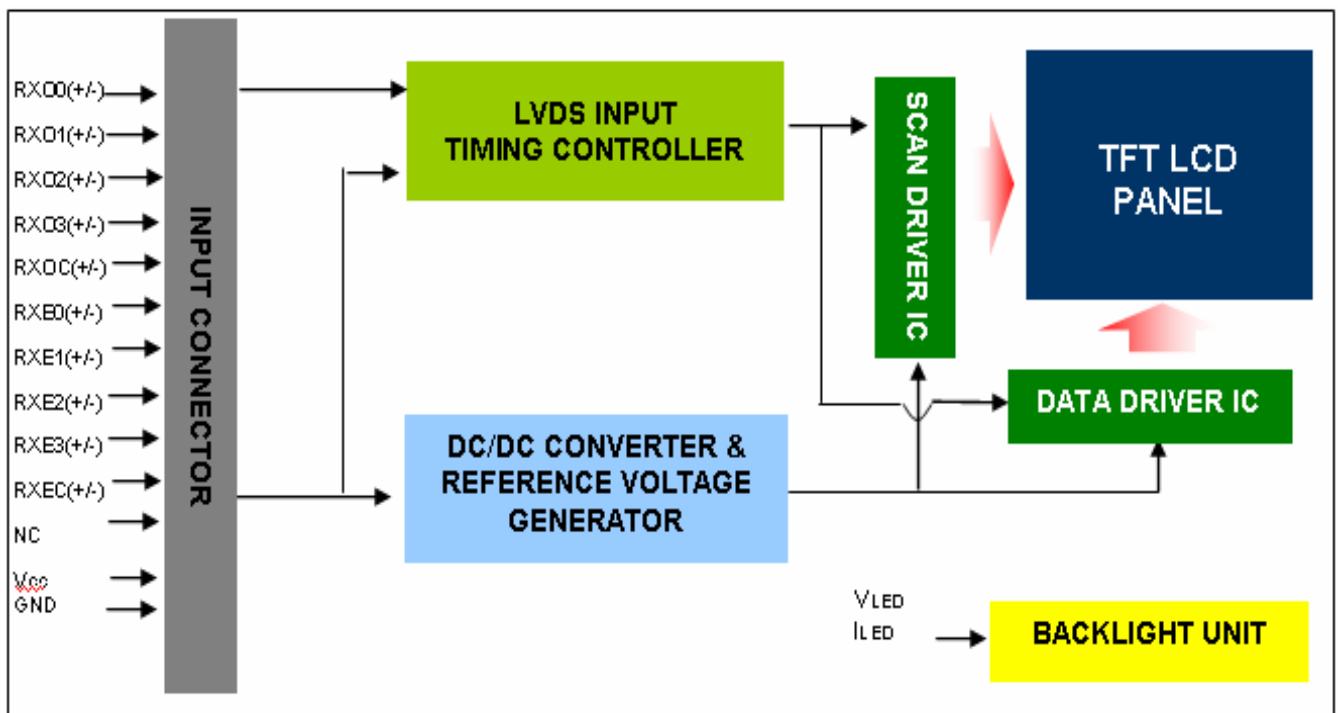 RXO0(+/-)
RXO1(+/-)
RXO2(+/-)
RXO3(+/-)
RXOC(+/-)
RXE0(+/-)
RXE1(+/-)
RXE2(+/-)
RXE3(+/-)
RXEC(+/-)
NC
Vcc
GND
INPUT CONNECTOR
LVDS INPUT
TIMING CONTROLLER
DC/DC CONVERTER &
REFERENCE VOLTAGE
GENERATOR
SCAN DRIVER IC
TFT LCD
PANEL
DATA DRIVER IC
VLED
ILED
BACKLIGHT UNIT